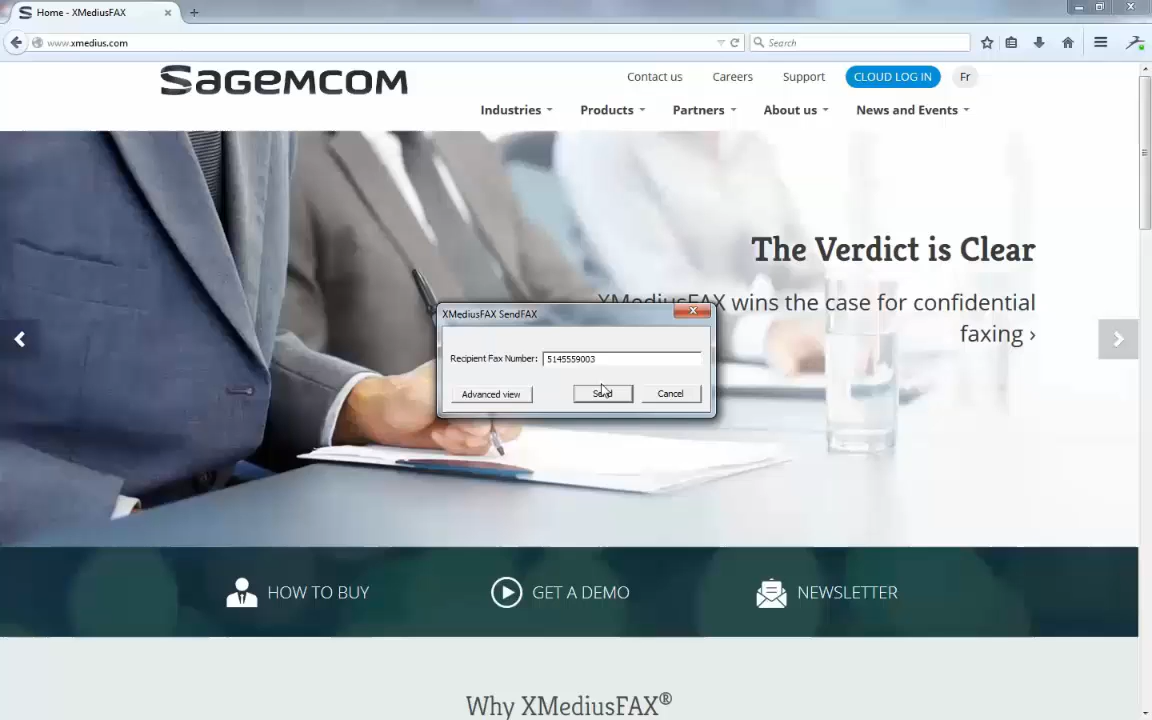 Home - XMediusFAX
www.xmedius.com
Search
Sagemcom
Contact us
Careers
Support
CLOUD LOG IN
Fr
Industries
Products
Partners
About us
News and Events
The Verdict is Clear
XMediusFAX wins the case for confidential
faxing ›
XMediusFAX SendFAX
Recipient Fax Number:
5145559003
Advanced view
Send
Cancel
HOW TO BUY
GET A DEMO
NEWSLETTER
Why XMediusFAX®